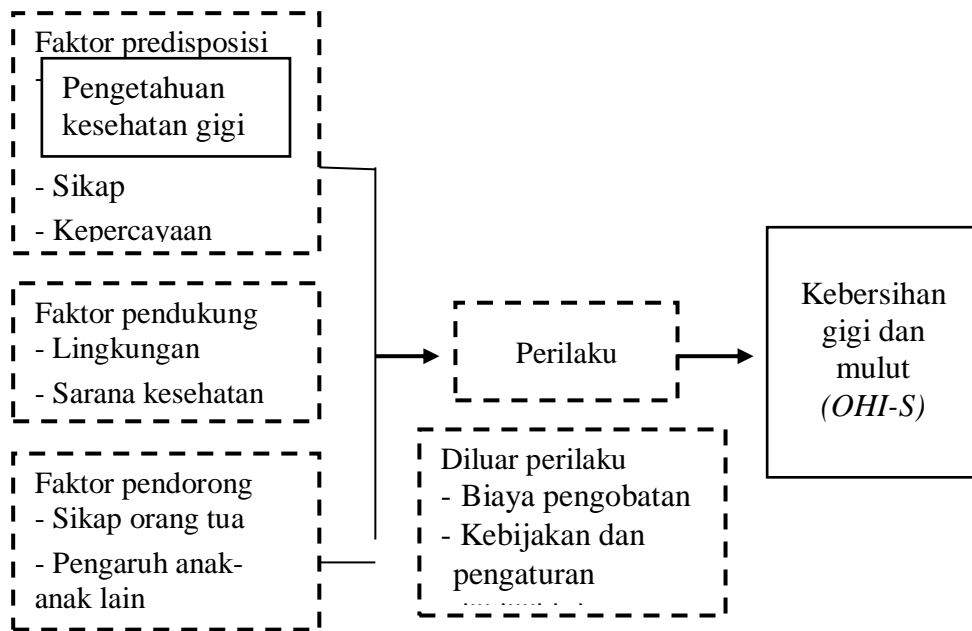 Faktor predisposisi
-
Pengetahuan
kesehatan gigi
- Sikap
- Kepercayaan
Faktor pendukung
- Lingkungan
- Sarana kesehatan
Faktor pendorong
- Sikap orang tua
- Pengaruh anak-
anak lain
Perilaku
Diluar perilaku
- Biaya pengobatan
- Kebijakan dan
pengaturan
Kebersihan
gigi dan
mulut
(OHI-S)